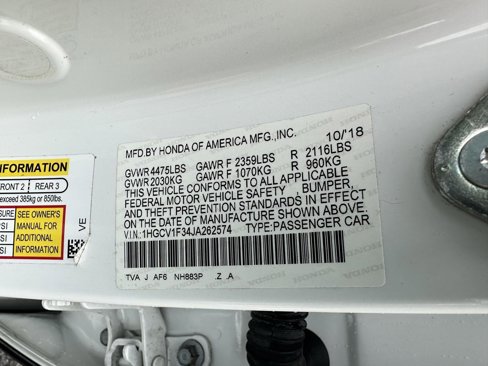 MFD BY HONDA OF AMERICA MFG.,INC. 10/'18
GVWR 4475LBS GAWR F 2359LBS R 2116LBS
GVWR 2030KG GAWR F 1070KG R 960KG
THIS VEHICLE CONFORMS TO ALL APPLICABLE
FEDERAL MOTOR VEHICLE SAFETY , BUMPER,
AND THEFT PREVENTION STANDARDS IN EFFECT
ON THE DATE OF MANUFACTURE SHOWN ABOVE.
V.I.N: 1HGCV1F34JA262574 TYPE:PASSENGER CAR
TVA J AF6 NH883P .Z .A
INFORMATION
FRONT 2 REAR 3
exceed 385kg or 850lbs.
SEE OWNER'S
MANUAL FOR
ADDITIONAL
INFORMATION
VE